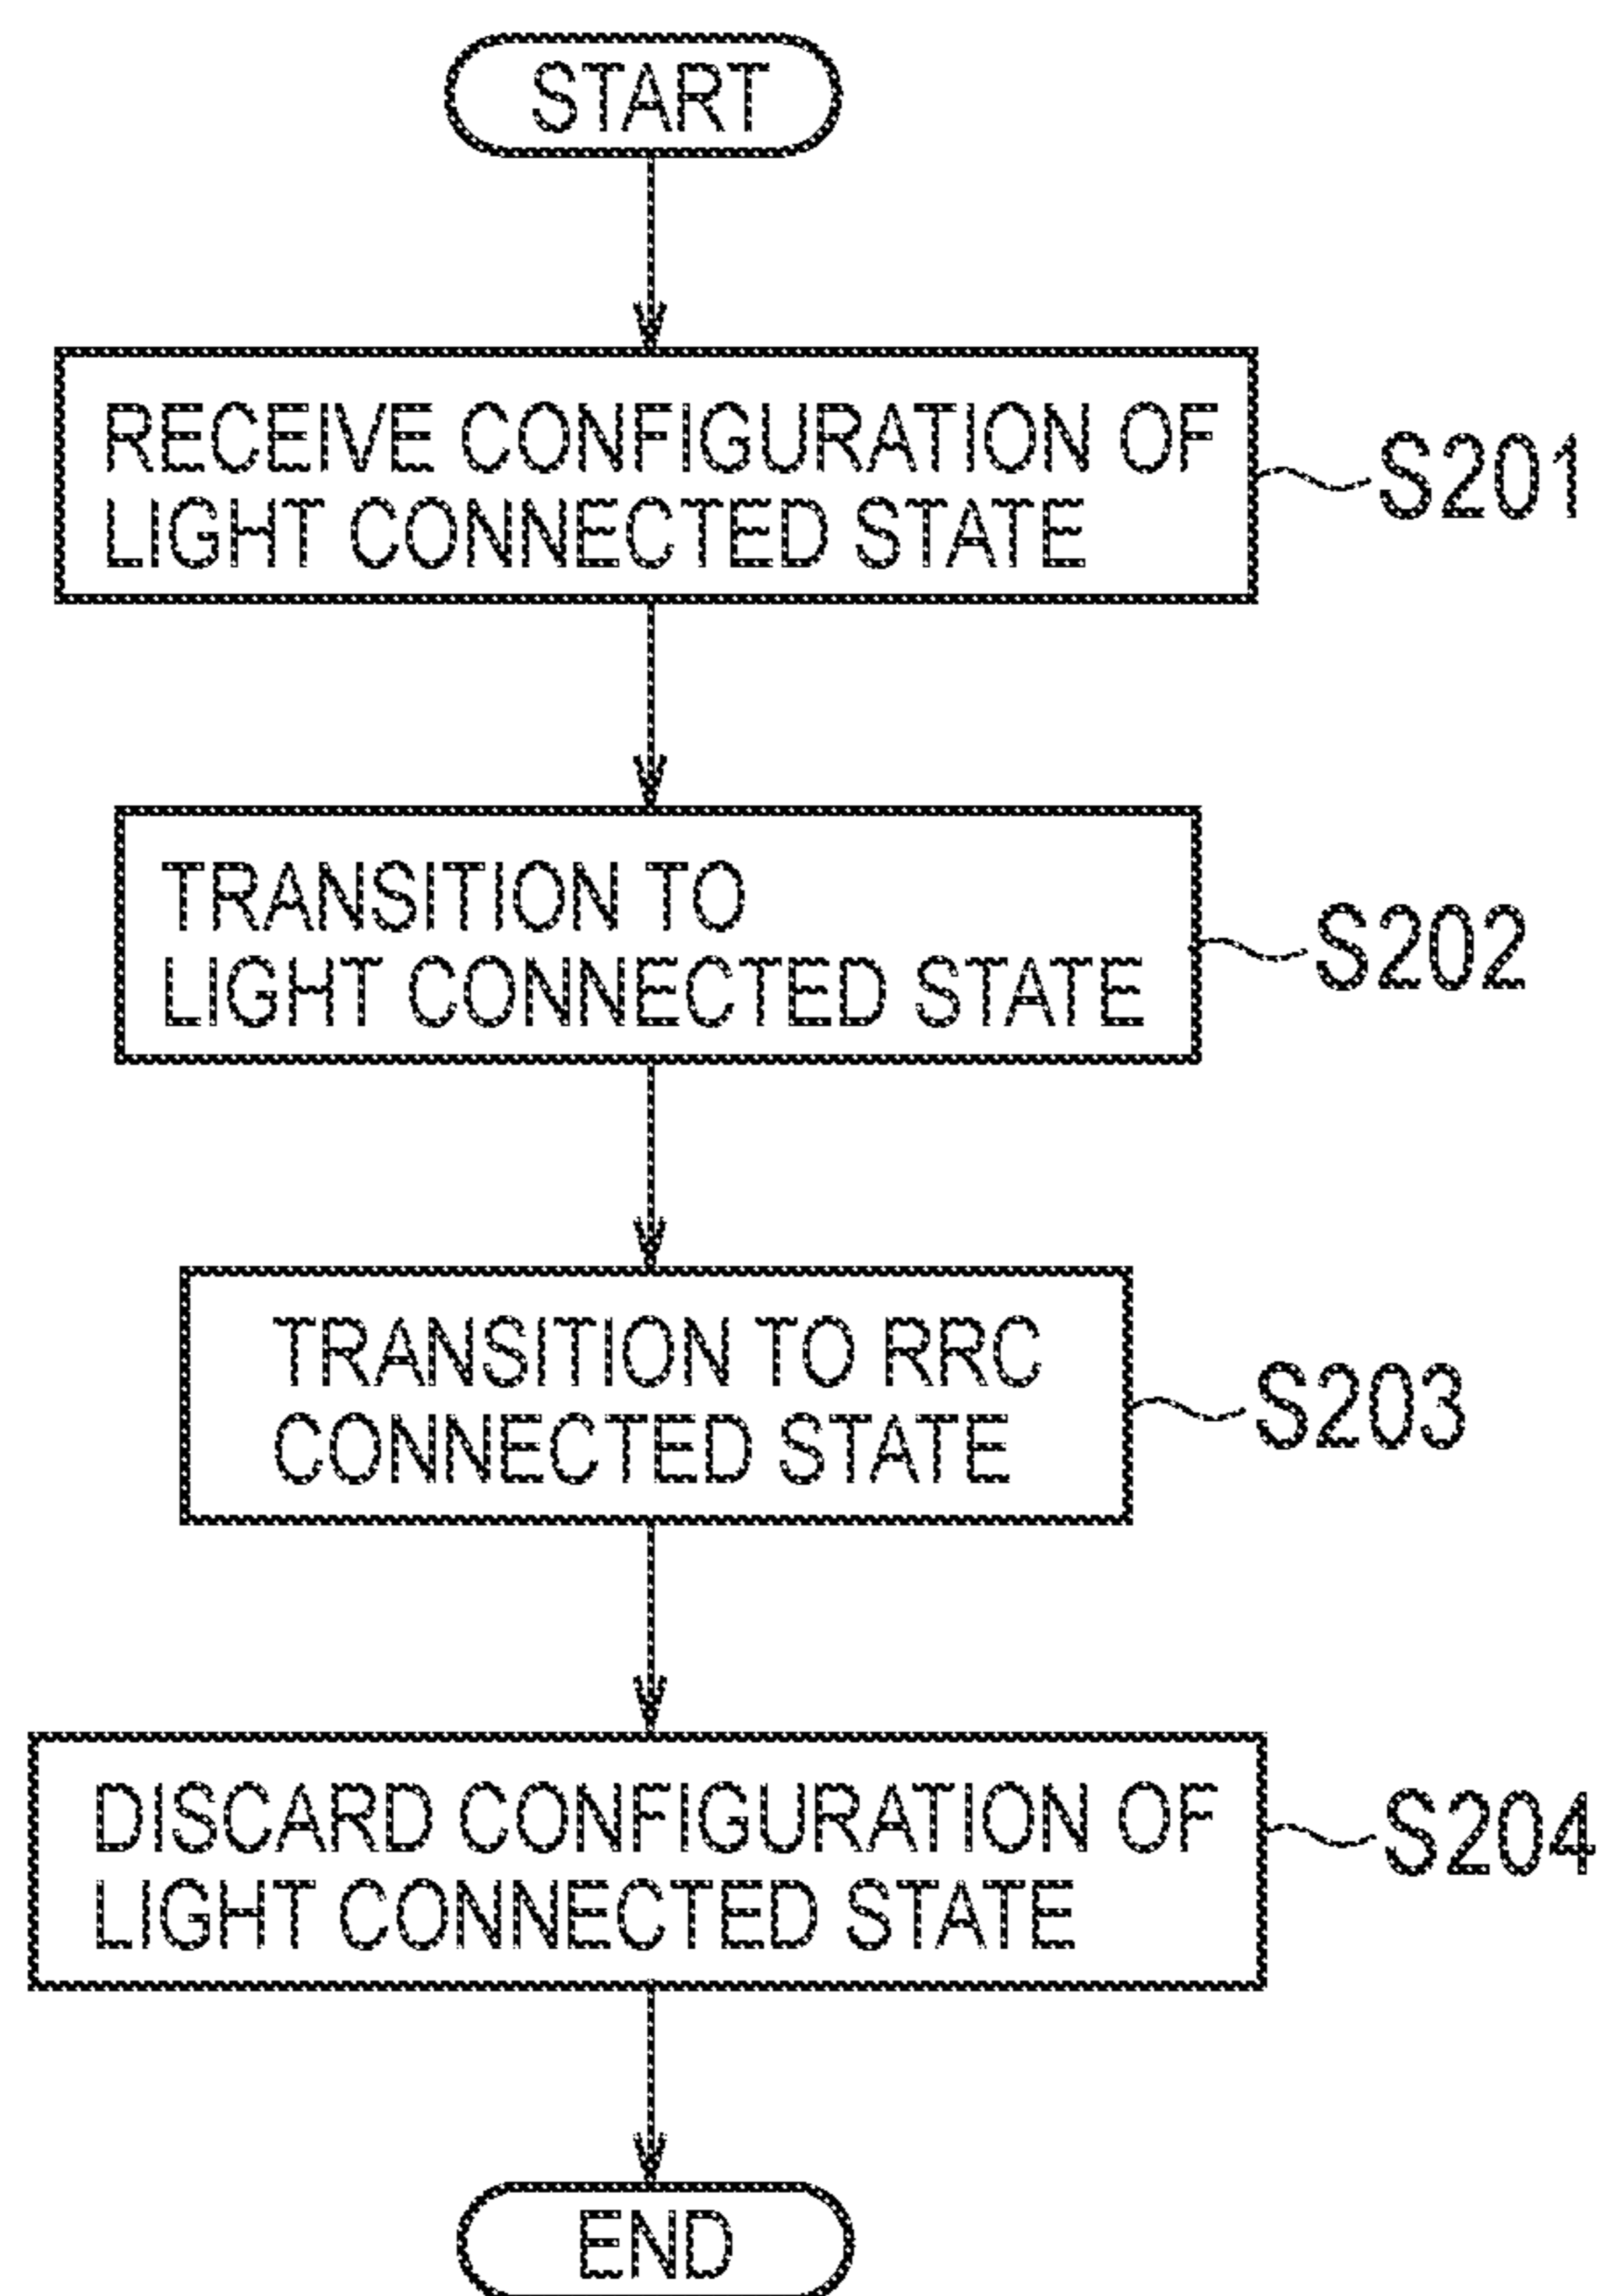 START
RECEIVE CONFIGURATION OF
LIGHT CONNECTED STATE
S201
TRANSITION TO
LIGHT CONNECTED STATE
S202
TRANSITION TO RRC
CONNECTED STATE
S203
DISCARD CONFIGURATION OF
LIGHT CONNECTED STATE
S204
END